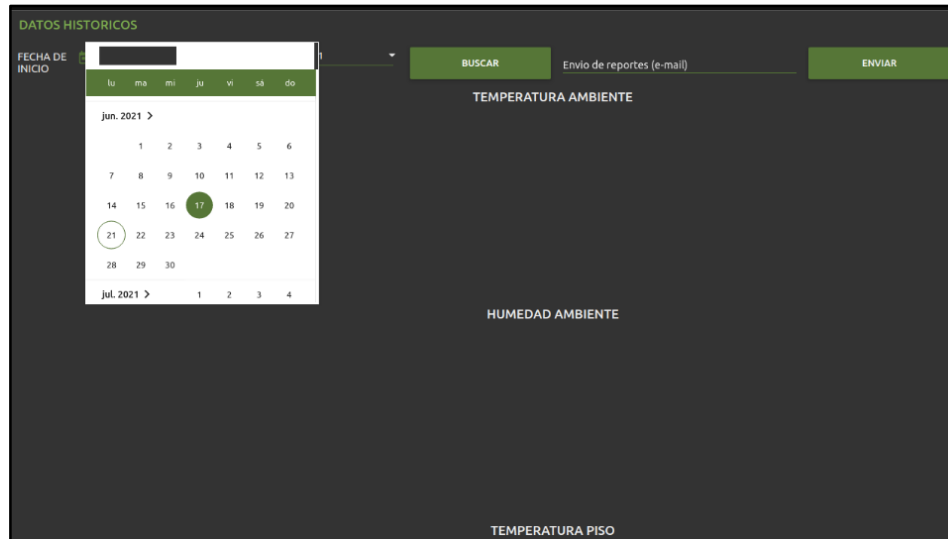 DATOS HISTORICOS
FECHA DE
INICIO
BUSCAR
Envio de reportes (e-mail)
ENVIAR
lu ma mi ju vi sá do
jun. 2021
1 2 3 4 5 6
7 8 9 10 11 12 13
14 15 16 17 18 19 20
21 22 23 24 25 26 27
28 29 30
jul. 2021 1 2 3 4
TEMPERATURA AMBIENTE
HUMEDAD AMBIENTE
TEMPERATURA PISO